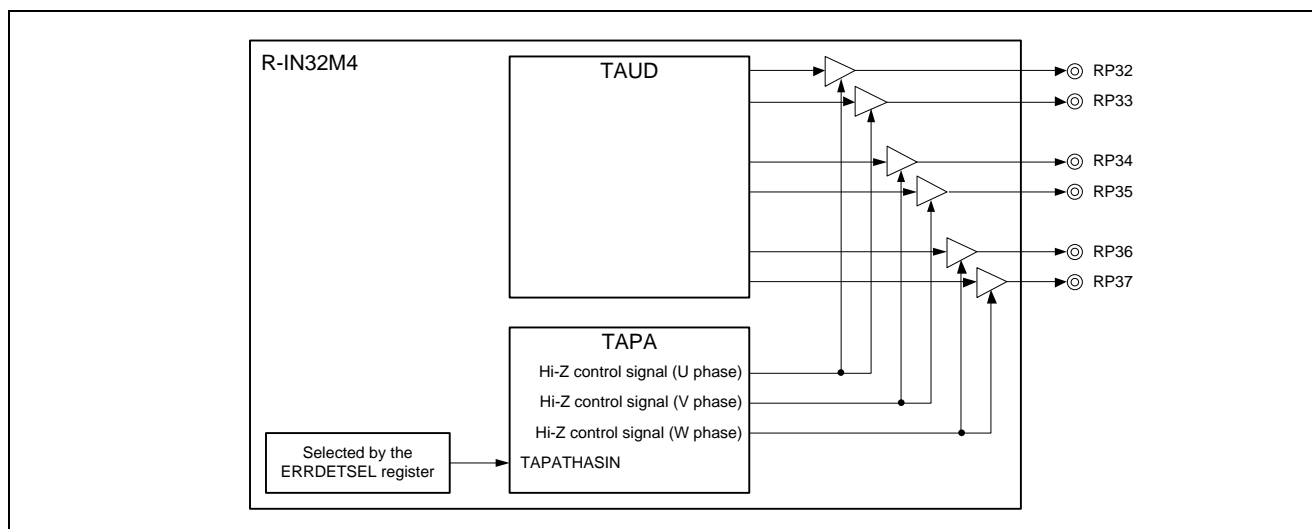 R-IN32M4
TAUD
RP32
RP33
RP34
RP35
RP36
RP37
TAPA
Hi-Z control signal (U phase)
Hi-Z control signal (V phase)
Hi-Z control signal (W phase)
Selected by the
ERRDETSEL register
TAPATHASIN